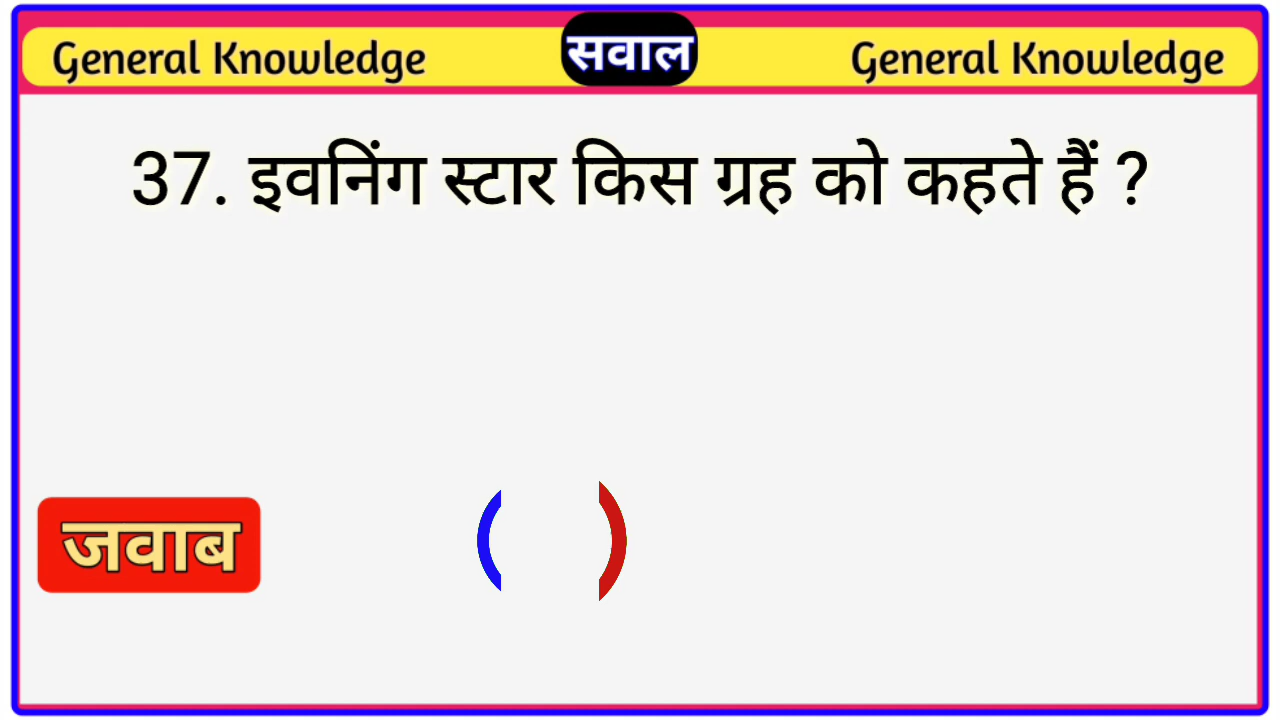 General Knowledge
सवाल
General Knowledge
37. इवनिंग स्टार किस ग्रह को कहते हैं ?
जवाब